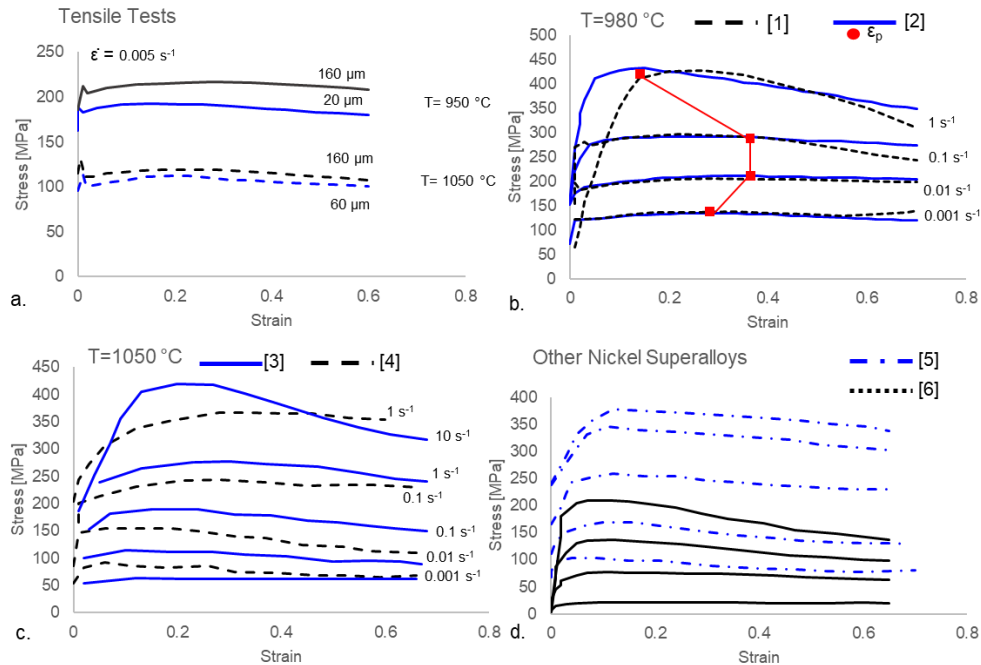 Tensile Tests
ε̇ = 0.005 s-1
250
200
150
100
50
0
0 0.2 0.4 0.6 0.8
Stress [MPa]
Strain
160 μm
20 μm
T= 950 °C
160 μm
T= 1050 °C
60 μm
a.
T=980 °C [1] [2]
εp
500
450
400
350
300
250
200
150
100
50
0
0 0.2 0.4 0.6 0.8
Stress [MPa]
Strain
1 s-1
0.1 s-1
0.01 s-1
0.001 s-1
b.
T=1050 °C [3] [4]
450
400
350
300
250
200
150
100
50
0
0 0.2 0.4 0.6 0.8
Stress [MPa]
Strain
1 s-1
10 s-1
1 s-1
0.1 s-1
0.1 s-1
0.01 s-1
0.001 s-1
c.
Other Nickel Superalloys [5]
[6]
400
350
300
250
200
150
100
50
0
0 0.2 0.4 0.6 0.8
Stress [MPa]
Strain
d.